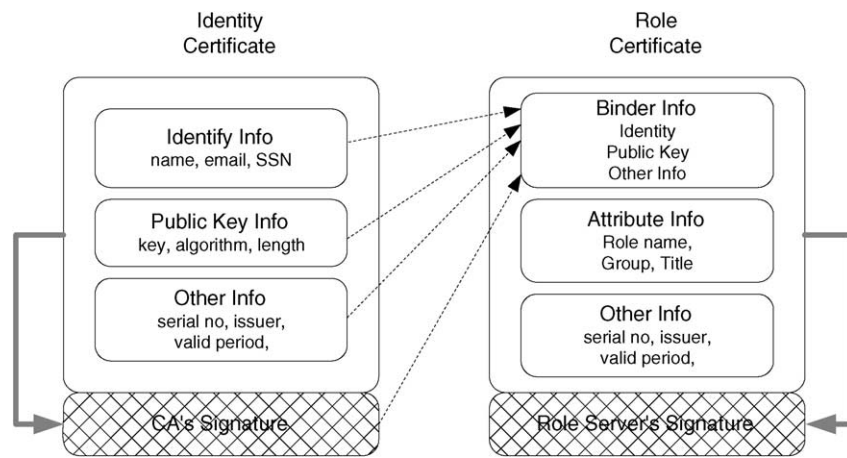 Identity
Certificate
Identify Info
name, email, SSN
Public Key Info
key, algorithm, length
Other Info
serial no, issuer,
valid period,
CA's Signature
Role
Certificate
Binder Info
Identity
Public Key
Other Info
Attribute Info
Role name,
Group, Title
Other Info
serial no, issuer,
valid period,
Role Server's Signature